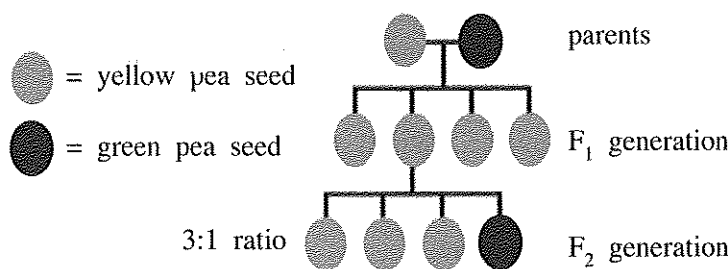 parents
= yellow pea seed
= green pea seed
F₁ generation
3:1 ratio
F₂ generation